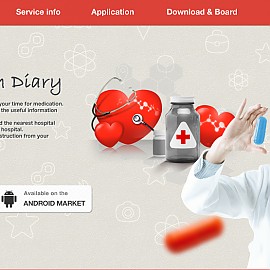 Service info Application Download & Board
n Diary
your time for medication.
the useful information
d the nearest hospital
hospital.
struction from your
Available on the
ANDROID MARKET